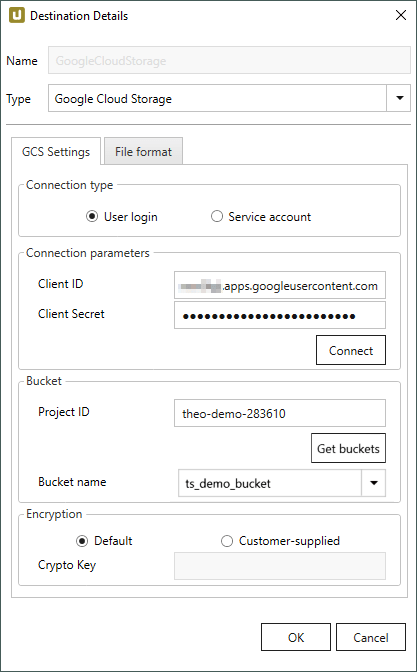 Destination Details
Name GoogleCloudStorage
Type Google Cloud Storage
GCS Settings File format
Connection type
User login Service account
Connection parameters
Client ID .apps.googleusercontent.com
Client Secret ●●●●●●●●●●●●●●●●●●●●●●●●
Connect
Bucket
Project ID theo-demo-283610
Get buckets
Bucket name ts_demo_bucket
Encryption
Default Customer-supplied
Crypto Key
OK Cancel